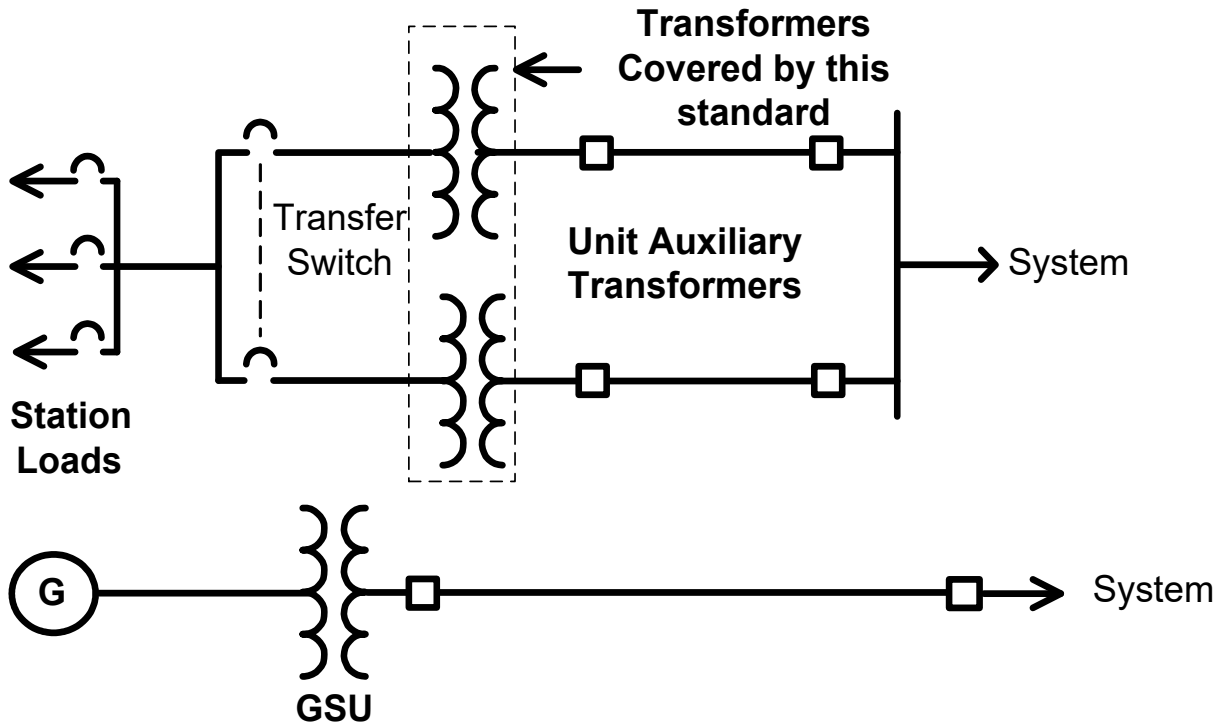 Transformers
Covered by this
standard
Transfer
Switch
Unit Auxiliary
Transformers
System
Station
Loads
G
System
GSU